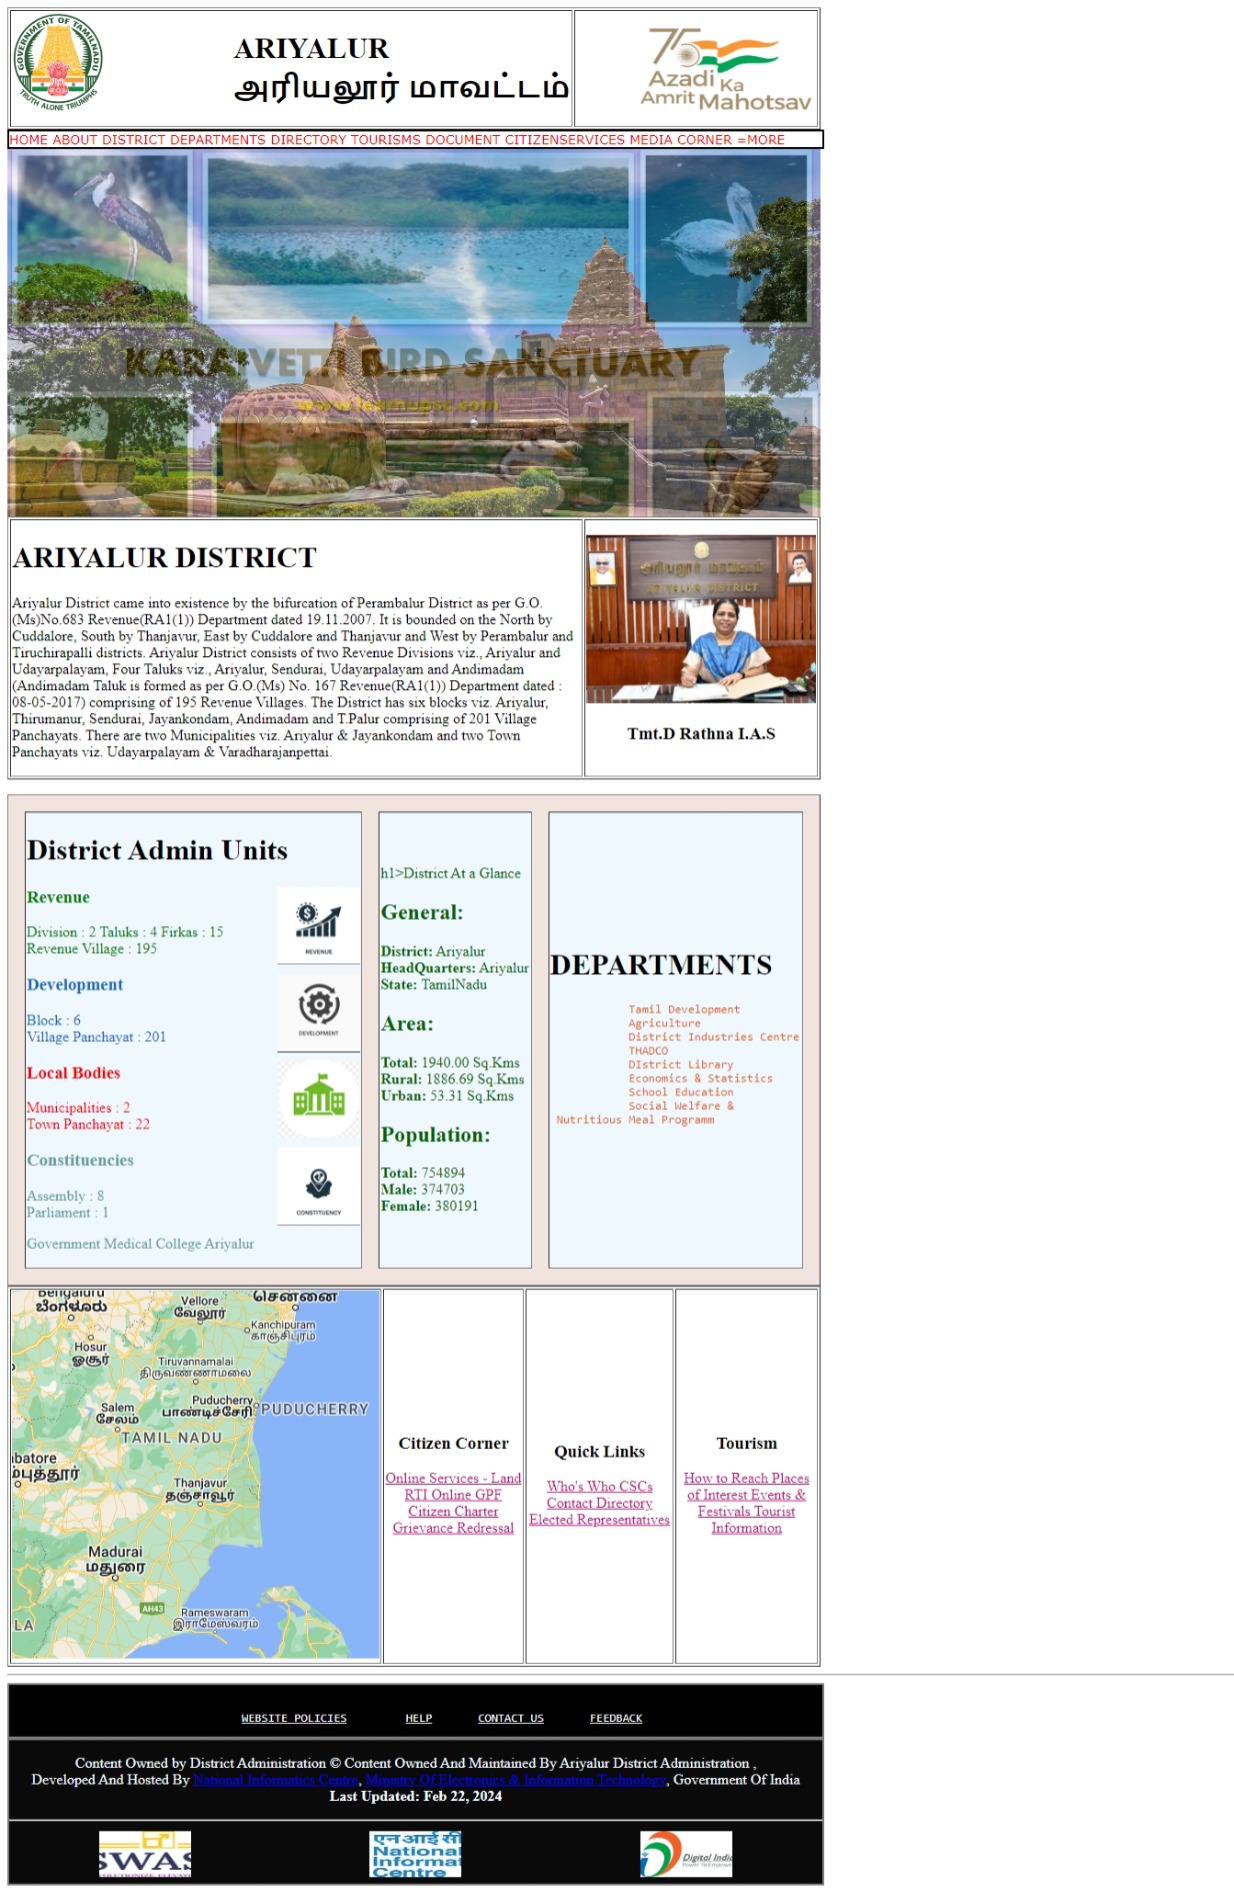 GOVERNMENT OF TAMILNADU
TRUTH ALONE TRIUMPHS
ARIYALUR
அரியலூர் மாவட்டம்
75
Azadi Ka
Amrit Mahotsav
HOME ABOUT DISTRICT DEPARTMENTS DIRECTORY TOURISMS DOCUMENT CITIZENSERVICES MEDIA CORNER =MORE
KARAIVETTI BIRD SANCTUARY
www.learnupsc.com
ARIYALUR DISTRICT
Ariyalur District came into existence by the bifurcation of Perambalur District as per G.O.
(Ms)No.683 Revenue(RA1(1)) Department dated 19.11.2007. It is bounded on the North by
Cuddalore, South by Thanjavur, East by Cuddalore and Thanjavur and West by Perambalur and
Tiruchirapalli districts. Ariyalur District consists of two Revenue Divisions viz., Ariyalur and
Udayarpalayam, Four Taluks viz., Ariyalur, Sendurai, Udayarpalayam and Andimadam
(Andimadam Taluk is formed as per G.O.(Ms) No. 167 Revenue(RA1(1)) Department dated :
08-05-2017) comprising of 195 Revenue Villages. The District has six blocks viz. Ariyalur,
Thirumanur, Sendurai, Jayankondam, Andimadam and T.Palur comprising of 201 Village
Panchayats. There are two Municipalities viz. Ariyalur & Jayankondam and two Town
Panchayats viz. Udayarpalayam & Varadharajanpettai.
அரியலூர் மாவட்டம்
ARIYALUR DISTRICT
Tmt.D Rathna I.A.S
District Admin Units
Revenue
Division : 2 Taluks : 4 Firkas : 15
Revenue Village : 195
REVENUE
Development
Block : 6
Village Panchayat : 201
DEVELOPMENT
Local Bodies
Municipalities : 2
Town Panchayat : 22
Constituencies
Assembly : 8
Parliament : 1
CONSTITUENCY
Government Medical College Ariyalur
h1>District At a Glance
General:
District: Ariyalur
HeadQuarters: Ariyalur
State: TamilNadu
Area:
Total: 1940.00 Sq.Kms
Rural: 1886.69 Sq.Kms
Urban: 53.31 Sq.Kms
Population:
Total: 754894
Male: 374703
Female: 380191
DEPARTMENTS
Tamil Development
Agriculture
District Industries Centre
THADCO
DIstrict Library
Economics & Statistics
School Education
Social Welfare &
Nutritious Meal Programm
Bengaluru
ಬೆಂಗಳೂರು
Vellore
வேலூர்
சென்னை
Kanchipuram
காஞ்சிபுரம்
Hosur
ஓசூர்
Tiruvannamalai
திருவண்ணாமலை
Salem
சேலம்
Puducherry
பாண்டிச்சேரி
PUDUCHERRY
TAMIL NADU
batore
ம்புத்தூர்
Thanjavur
தஞ்சாவூர்
Madurai
மதுரை
AH43
Rameswaram
இராமேஸ்வரம்
LA
Citizen Corner
Online Services - Land
RTI Online GPF
Citizen Charter
Grievance Redressal
Quick Links
Who's Who CSCs
Contact Directory
Elected Representatives
Tourism
How to Reach Places
of Interest Events &
Festivals Tourist
Information
WEBSITE POLICIES HELP CONTACT US FEEDBACK
Content Owned by District Administration © Content Owned And Maintained By Ariyalur District Administration ,
Developed And Hosted By National Informatics Centre, Ministry Of Electronics & Information Technology, Government Of India
Last Updated: Feb 22, 2024
SWAS
एन आई सी
National
Informat
Centre
Digital India
Power To Empower